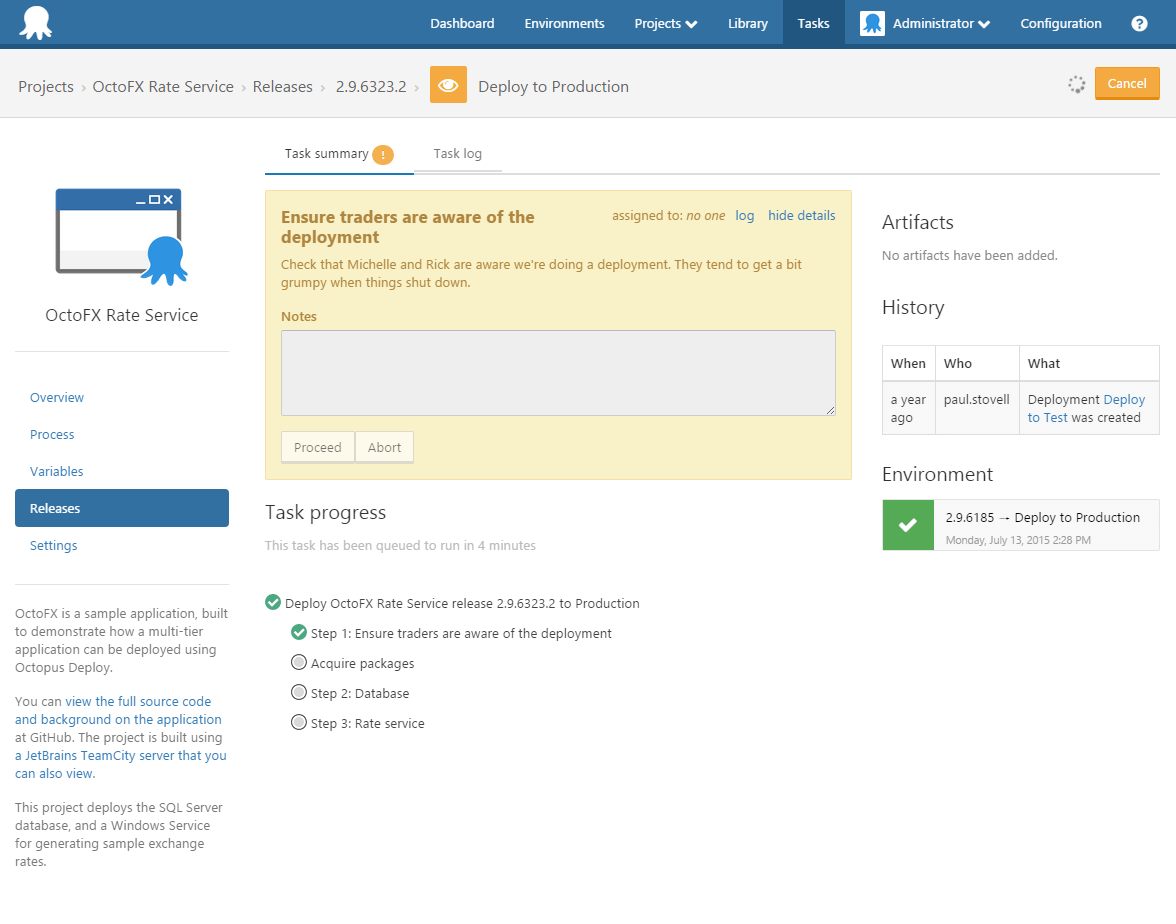 Dashboard Environments Projects Library Tasks Administrator Configuration ?
Projects › OctoFX Rate Service › Releases › 2.9.6323.2 › Deploy to Production Cancel
OctoFX Rate Service
Overview
Process
Variables
Releases
Settings
OctoFX is a sample application, built
to demonstrate how a multi-tier
application can be deployed using
Octopus Deploy.
You can view the full source code
and background on the application
at GitHub. The project is built using
a JetBrains TeamCity server that you
can also view.
This project deploys the SQL Server
database, and a Windows Service
for generating sample exchange
rates.
Task summary ! Task log
Ensure traders are aware of the
deployment
assigned to: no one log hide details
Check that Michelle and Rick are aware we're doing a deployment. They tend to get a bit
grumpy when things shut down.
Notes
Proceed Abort
Task progress
This task has been queued to run in 4 minutes
Deploy OctoFX Rate Service release 2.9.6323.2 to Production
Step 1: Ensure traders are aware of the deployment
Acquire packages
Step 2: Database
Step 3: Rate service
Artifacts
No artifacts have been added.
History
When Who What
a year paul.stovell Deployment Deploy
ago to Test was created
Environment
2.9.6185 → Deploy to Production
Monday, July 13, 2015 2:28 PM